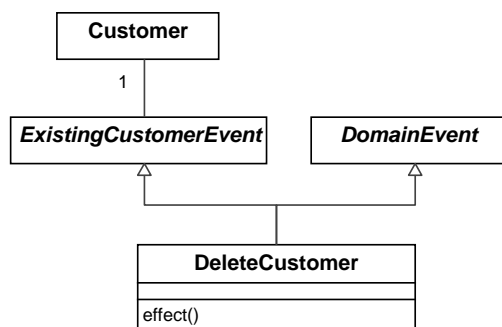 Customer
1
ExistingCustomerEvent
DomainEvent
DeleteCustomer
effect()